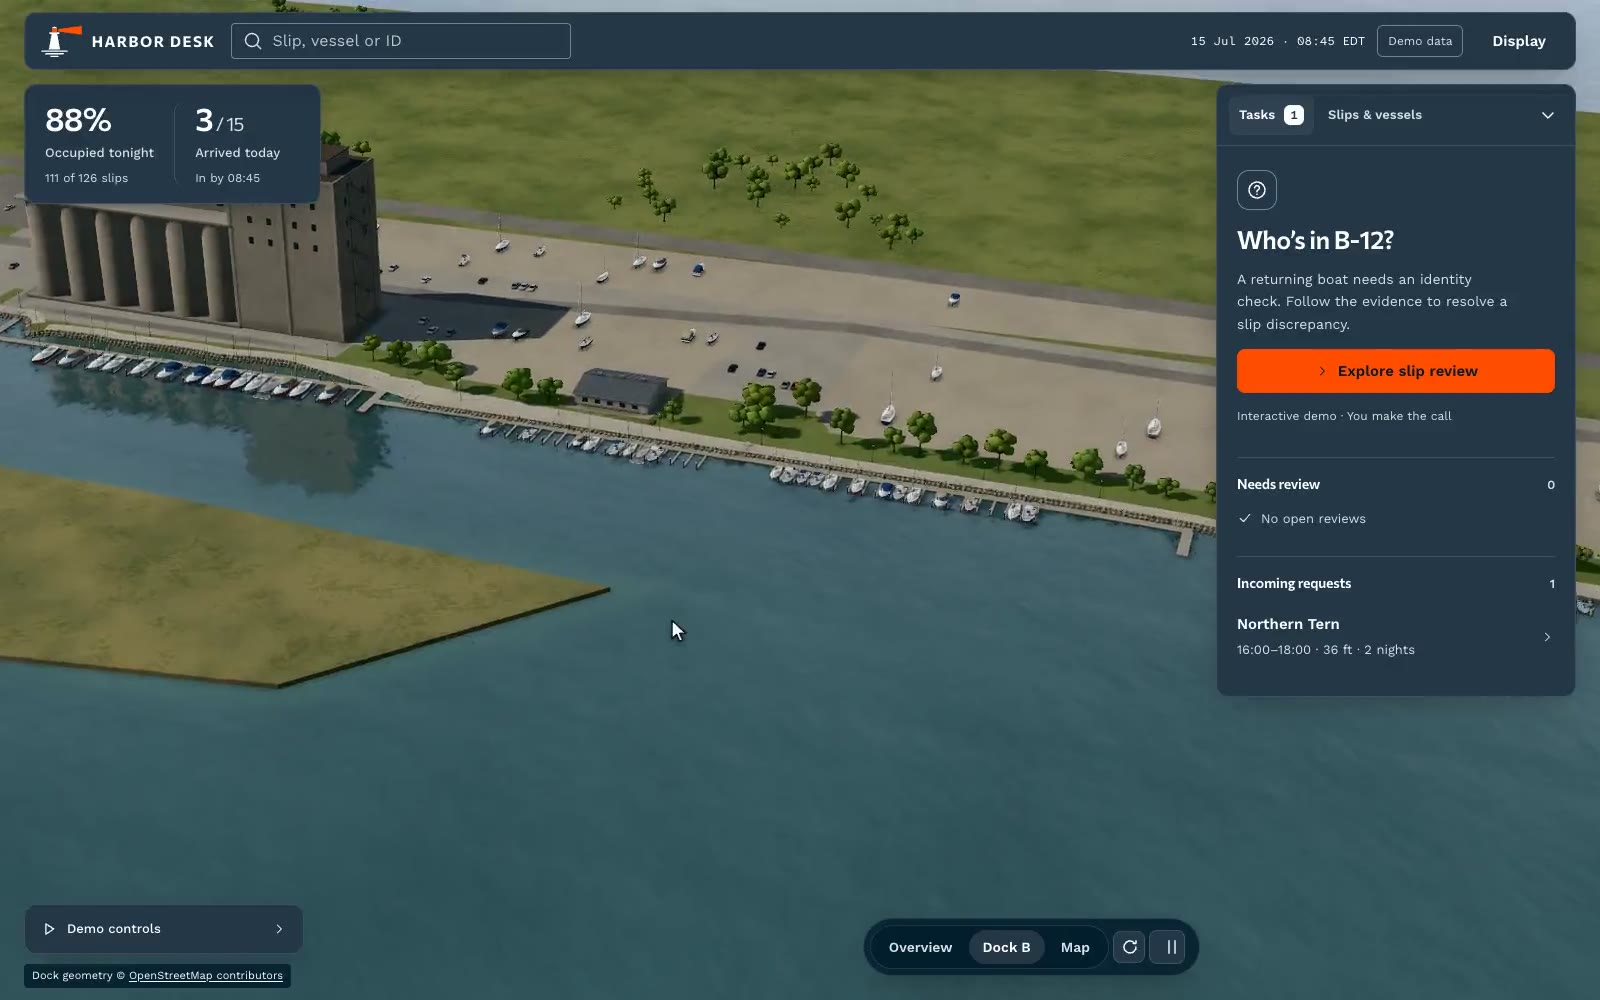 HARBOR DESK
Slip, vessel or ID
15 Jul 2026 · 08:45 EDT
Demo data
Display
88%
Occupied tonight
111 of 126 slips
3/15
Arrived today
In by 08:45
Tasks 1
Slips & vessels
Who's in B-12?
A returning boat needs an identity
check. Follow the evidence to resolve a
slip discrepancy.
Explore slip review
Interactive demo · You make the call
Needs review 0
No open reviews
Incoming requests 1
Northern Tern
16:00–18:00 · 36 ft · 2 nights
Demo controls
Dock geometry © OpenStreetMap contributors
Overview
Dock B
Map